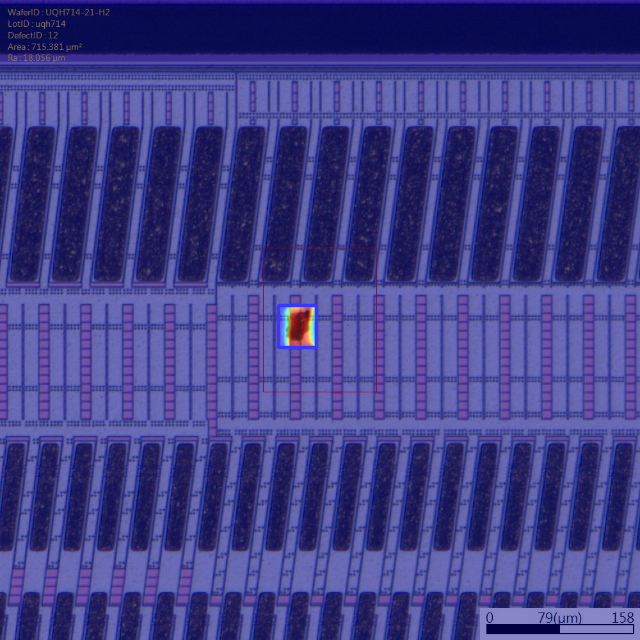 WaferID : UQH714-21-H2
LotID : uqh714
DefectID : 12
Area : 715.381 µm²
Ra : 18.056 µm
0 79(um) 158